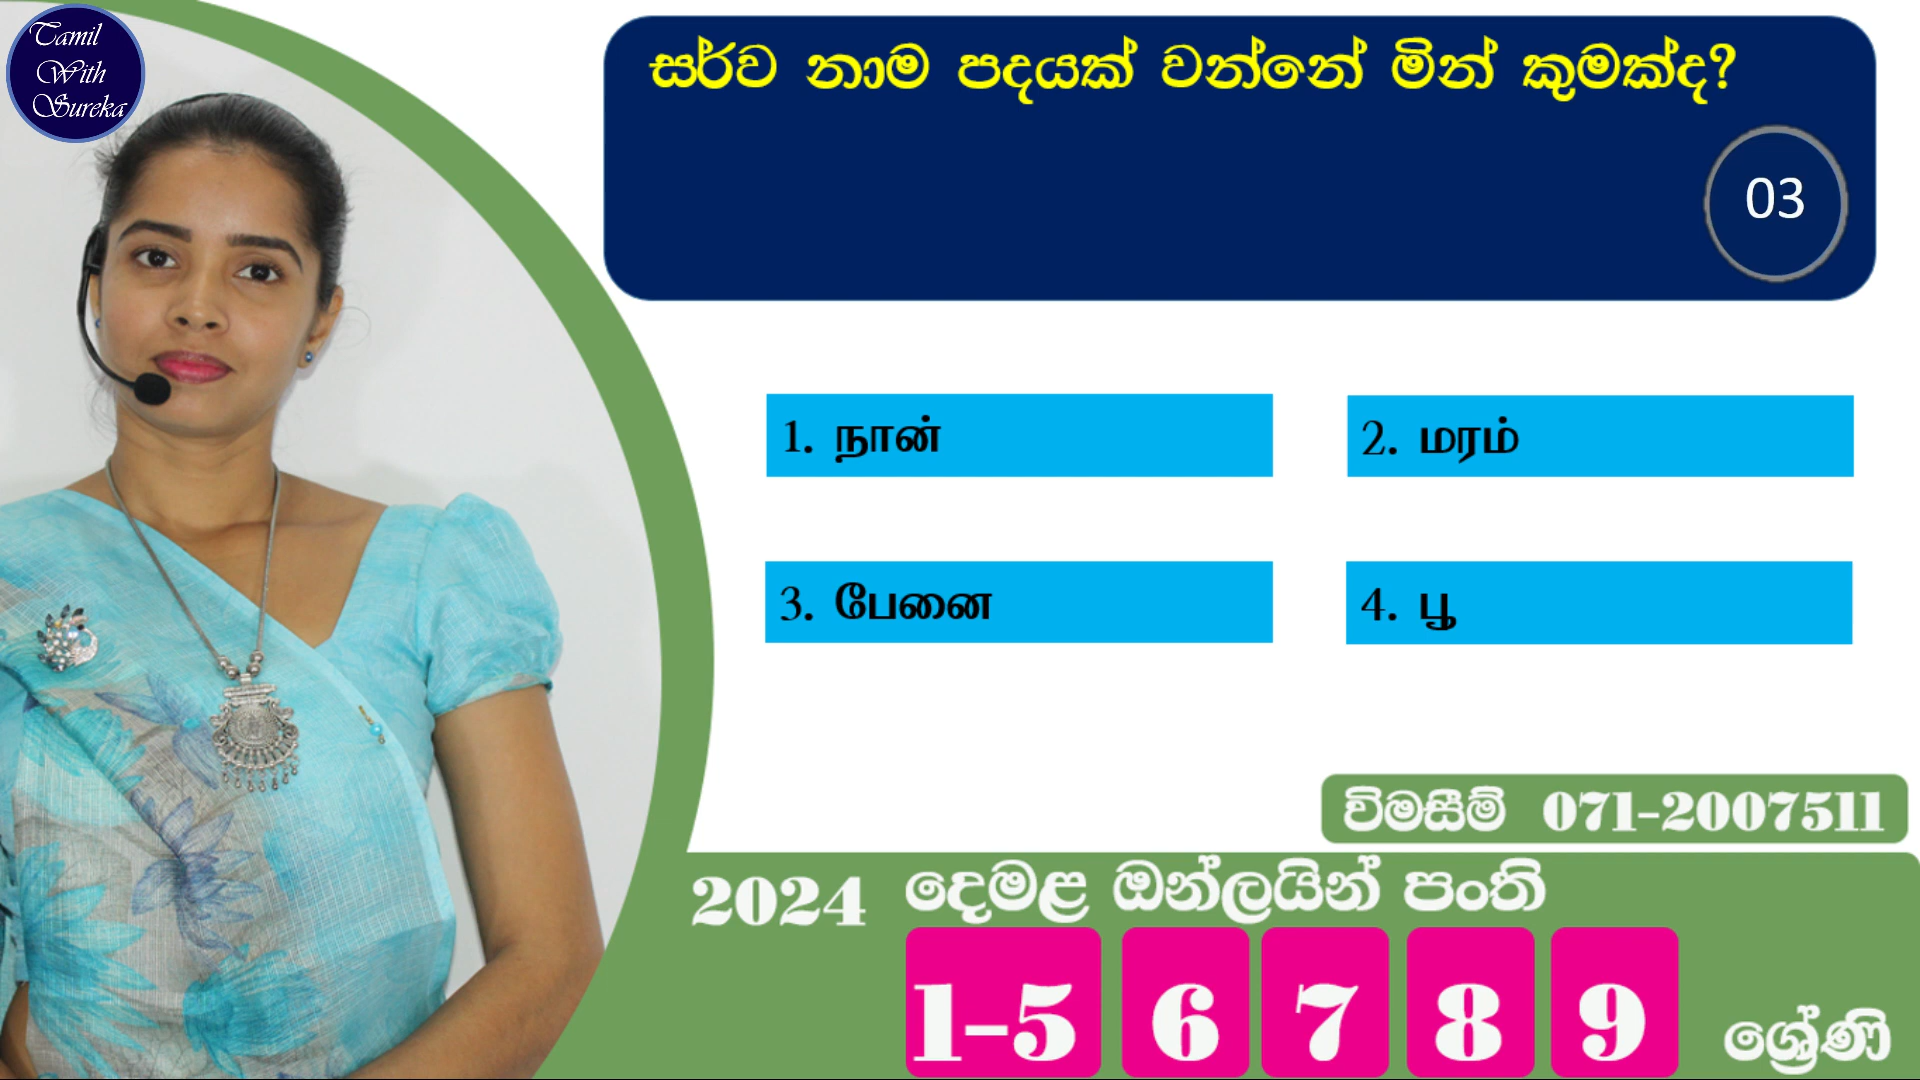 Tamil
With
Sureka
සර්ව නාම පදයක් වන්නේ මින් කුමක්ද?
03
1. நான்
2. மரம்
3. பேனை
4. பூ
විමසීම් 071-2007511
2024 දෙමළ ඔන්ලයින් පංති
1-5 6 7 8 9 ශ්‍රේණි